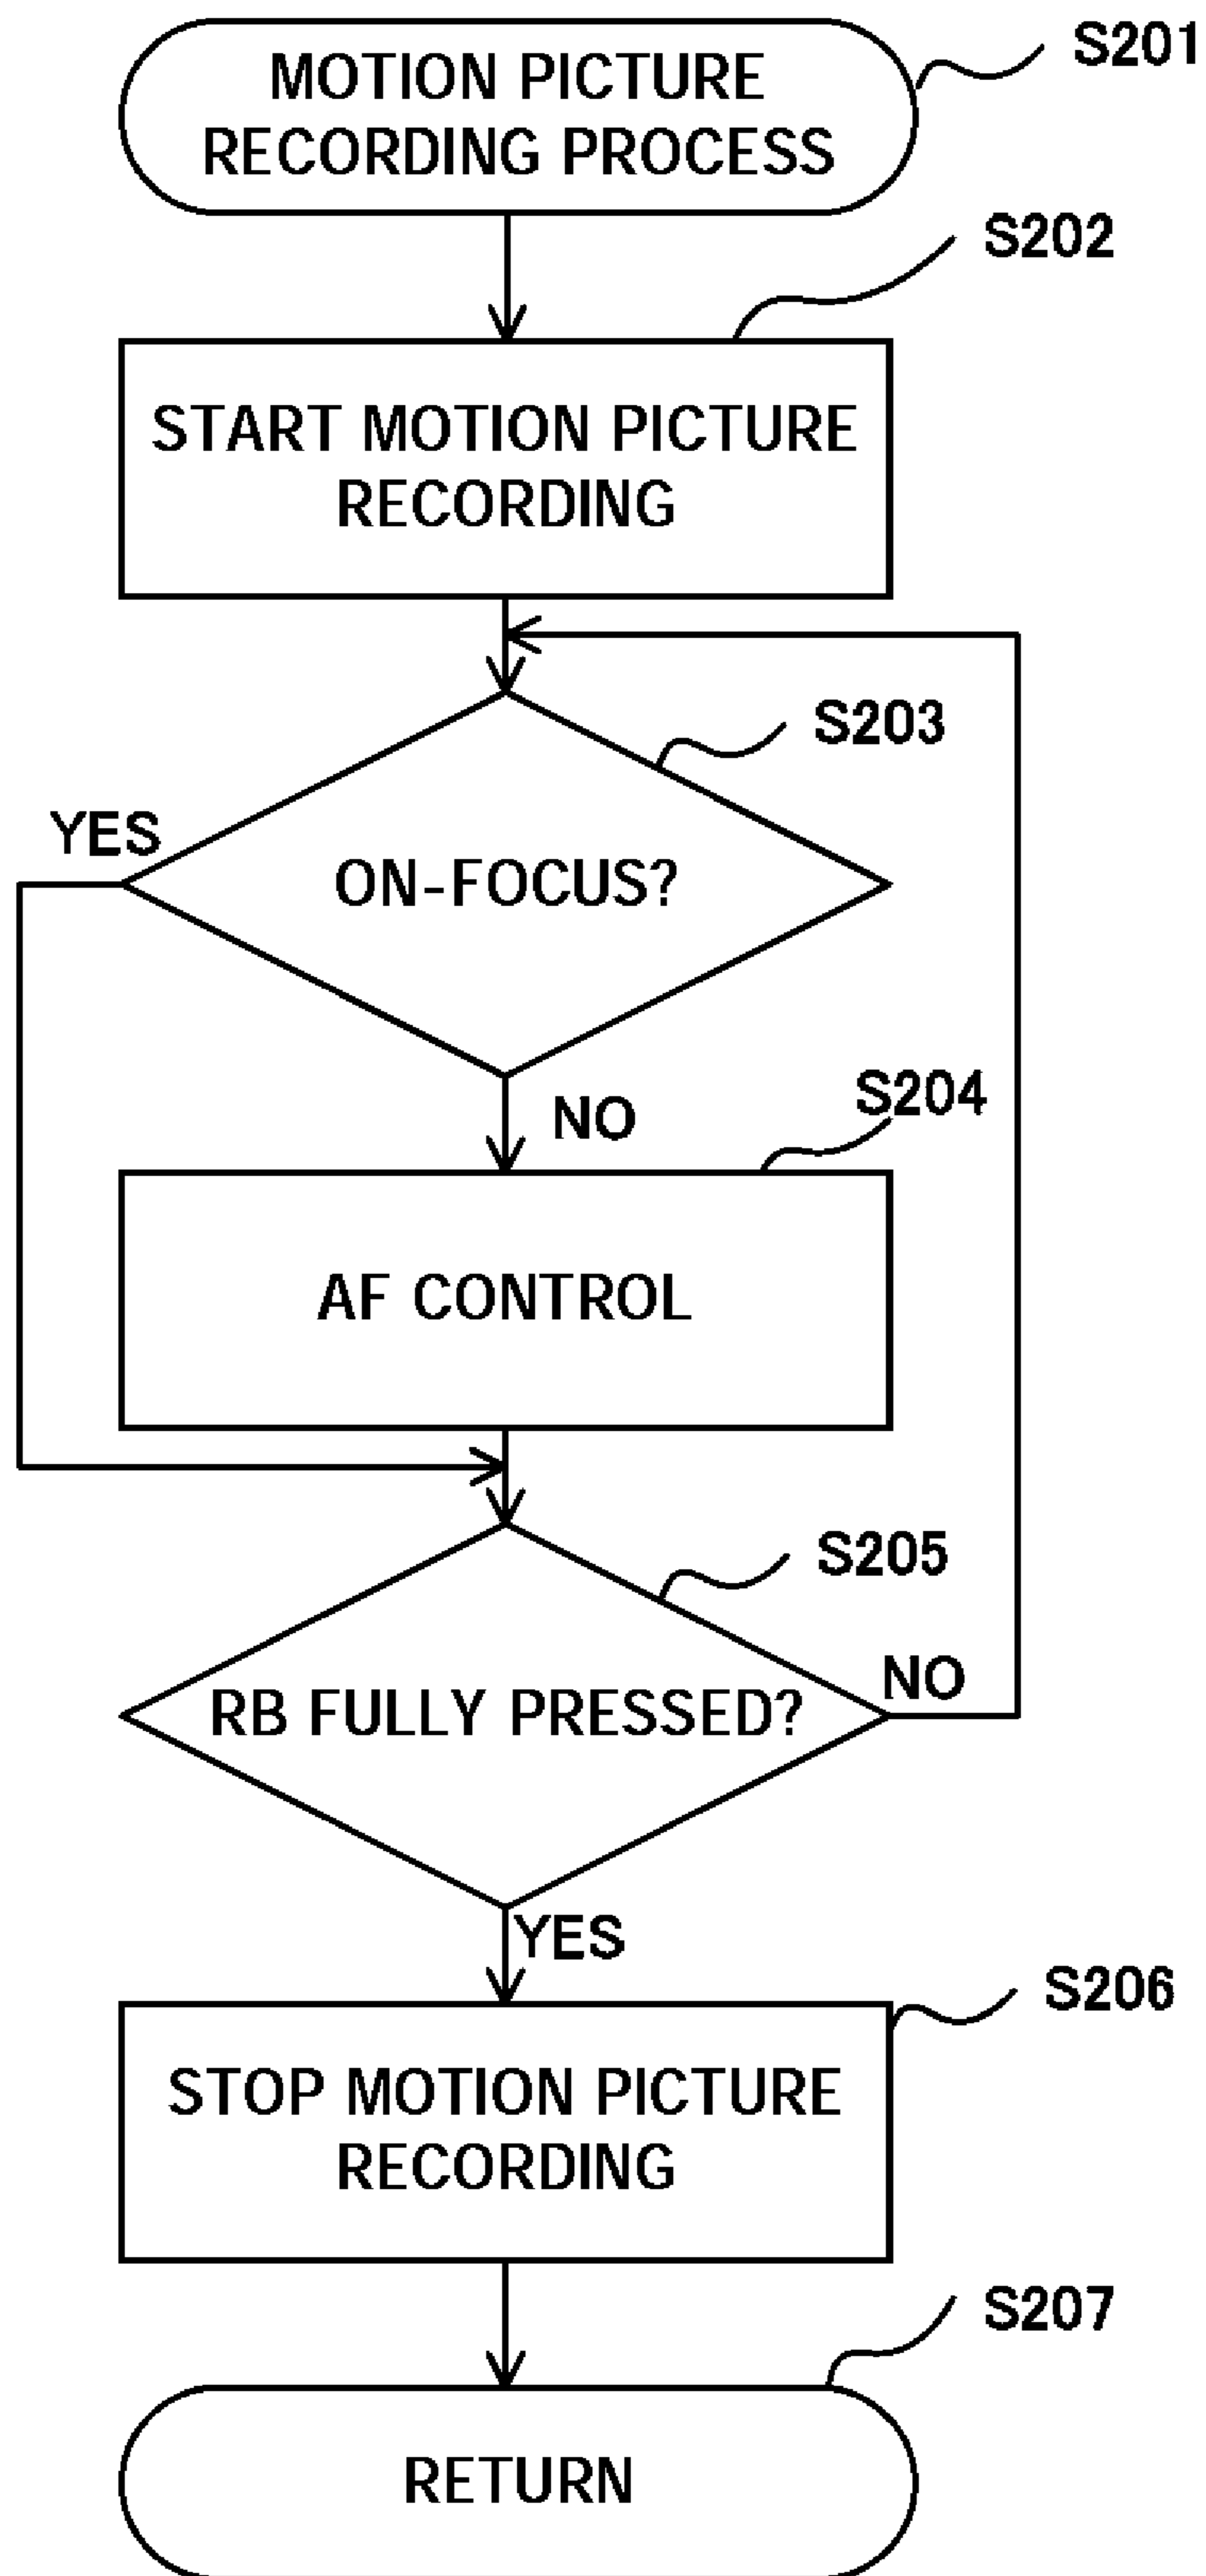 MOTION PICTURE
RECORDING PROCESS
S201
S202
START MOTION PICTURE
RECORDING
S203
YES
ON-FOCUS?
NO
S204
AF CONTROL
S205
RB FULLY PRESSED?
NO
YES
S206
STOP MOTION PICTURE
RECORDING
S207
RETURN